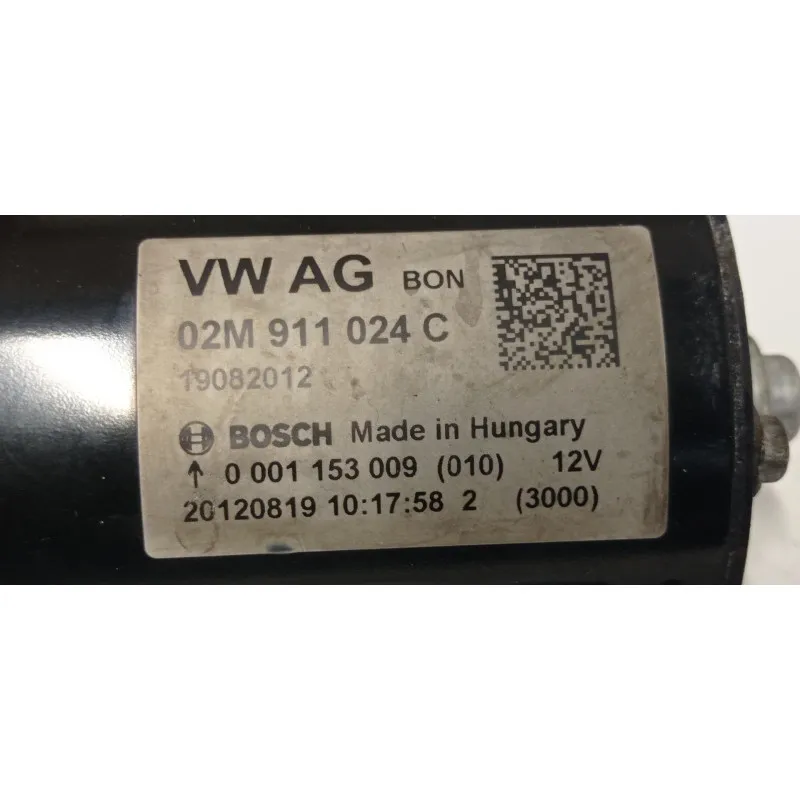 VW AG BON
02M 911 024 C
19082012
BOSCH Made in Hungary
↑ 0 001 153 009 (010) 12V
20120819 10:17:58 2 (3000)